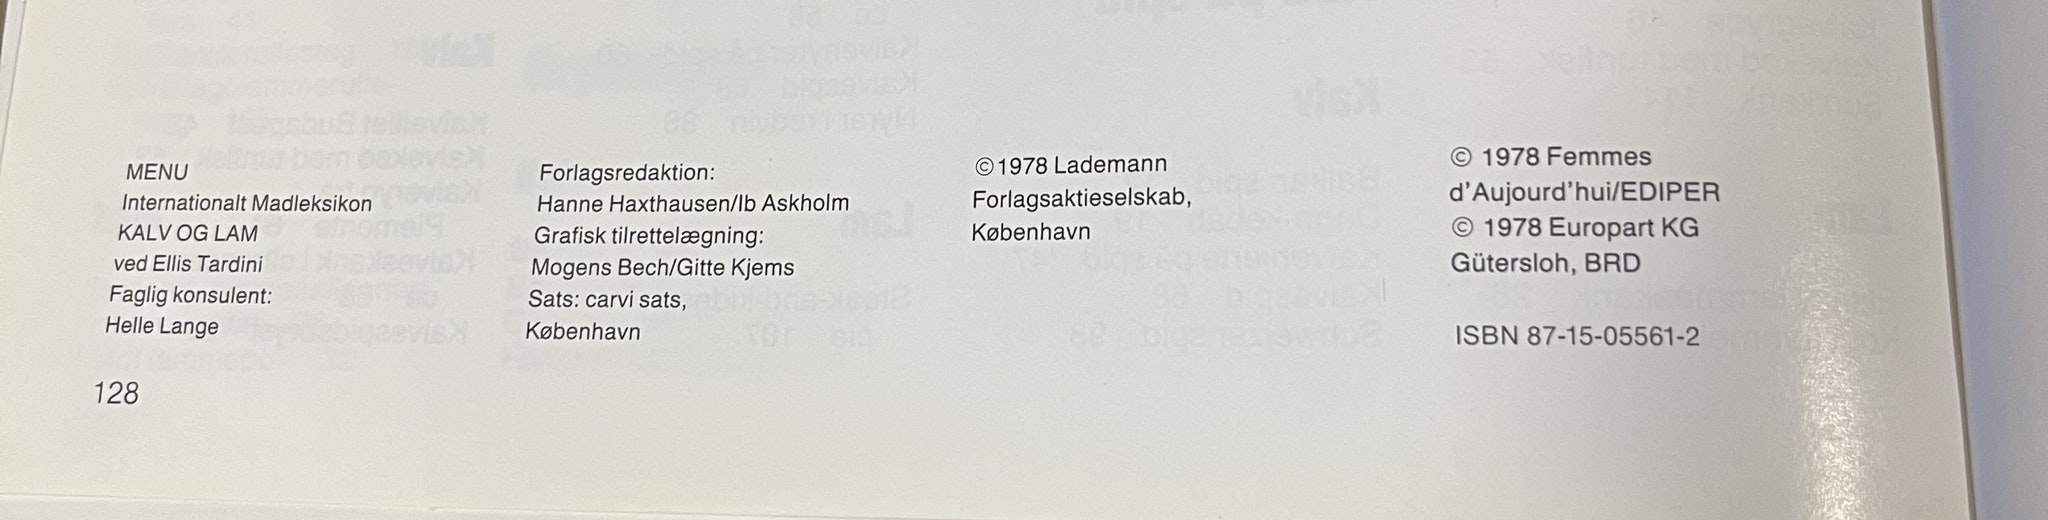 MENU
Internationalt Madleksikon
KALV OG LAM
ved Ellis Tardini
Faglig konsulent:
Helle Lange
128
Forlagsredaktion:
Hanne Haxthausen/Ib Askholm
Grafisk tilrettelægning:
Mogens Bech/Gitte Kjems
Sats: carvi sats,
København
©1978 Lademann
Forlagsaktieselskab,
København
© 1978 Femmes
d'Aujourd'hui/EDIPER
© 1978 Europart KG
Gütersloh, BRD
ISBN 87-15-05561-2